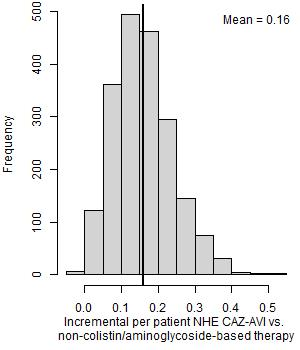 Mean = 0.16
Frequency
500
400
300
200
100
0
0.0 0.1 0.2 0.3 0.4 0.5
Incremental per patient NHE CAZ-AVI vs.
non-colistin/aminoglycoside-based therapy